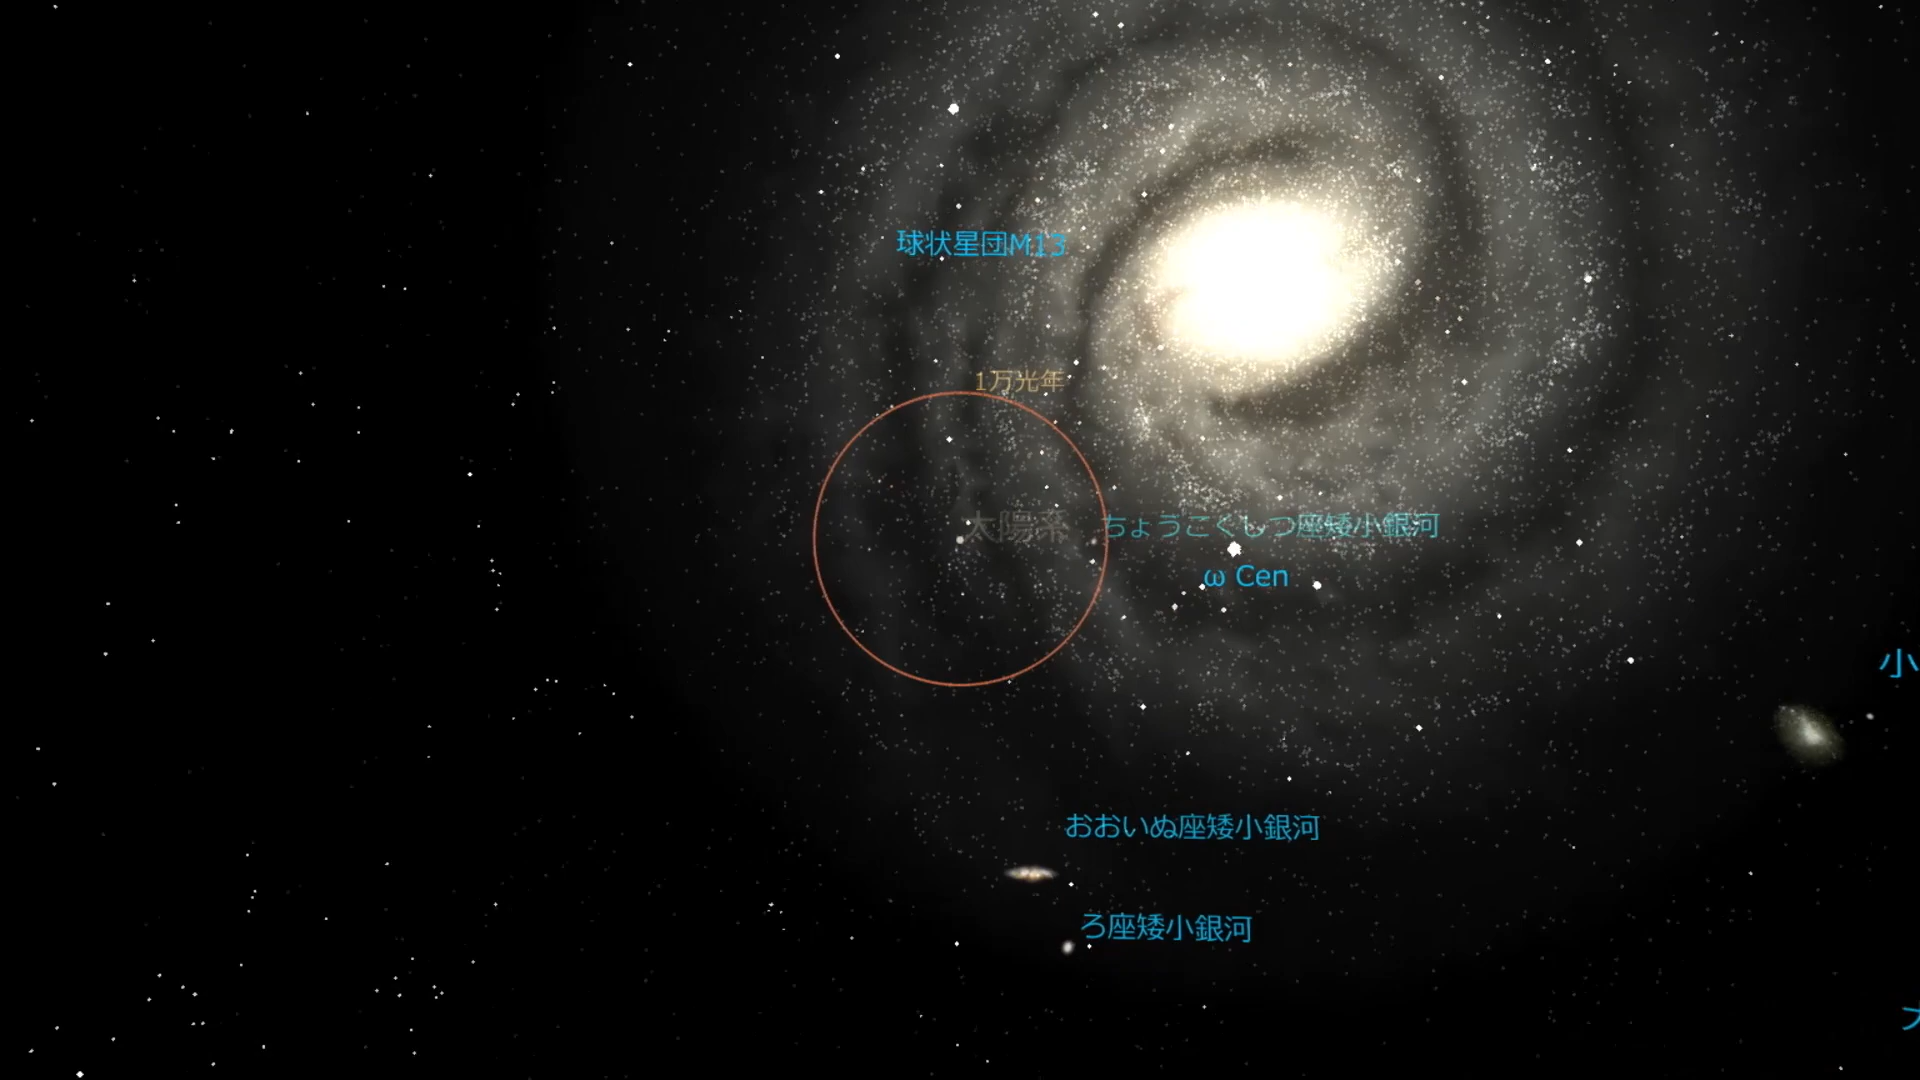 球状星団M13
1万光年
太陽系
ちょうこくしつ座矮小銀河
ω Cen
小
おおいぬ座矮小銀河
ろ座矮小銀河